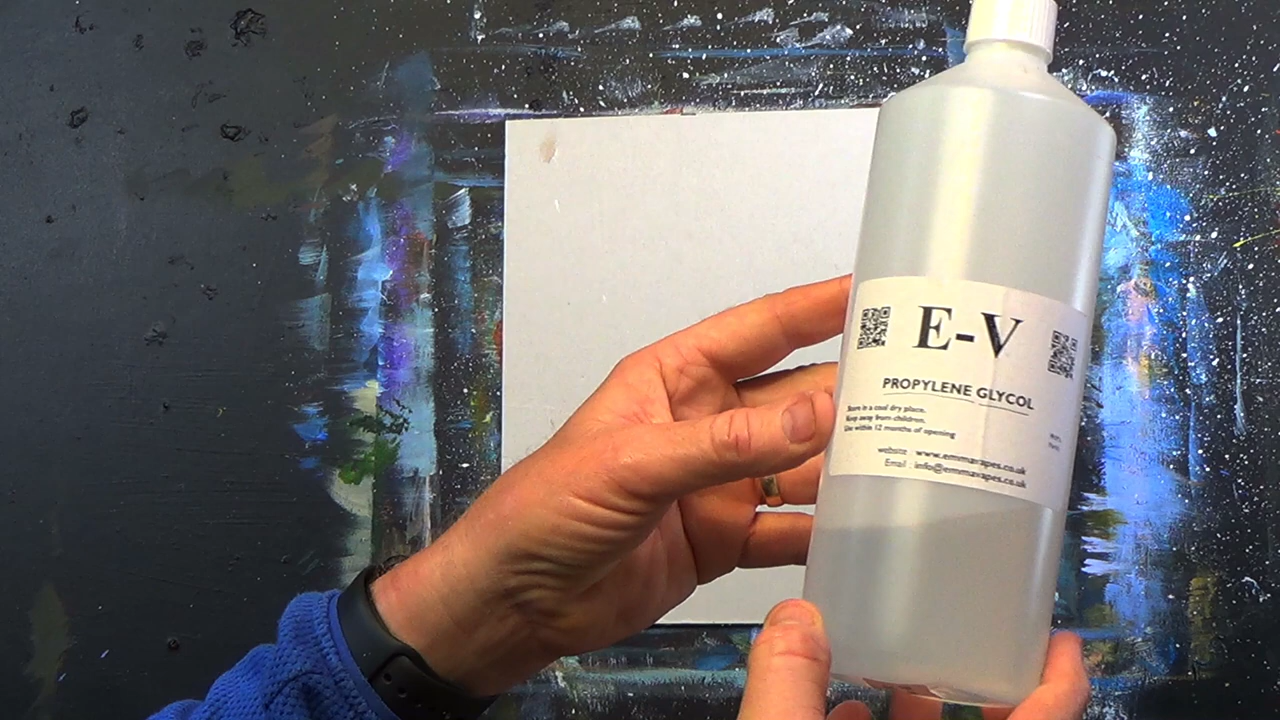 E-V
PROPYLENE GLYCOL
Store in a cool dry place.
Keep away from children.
Use within 12 months of opening
website : www.emmavapes.co.uk
Email : info@emmavapes.co.uk